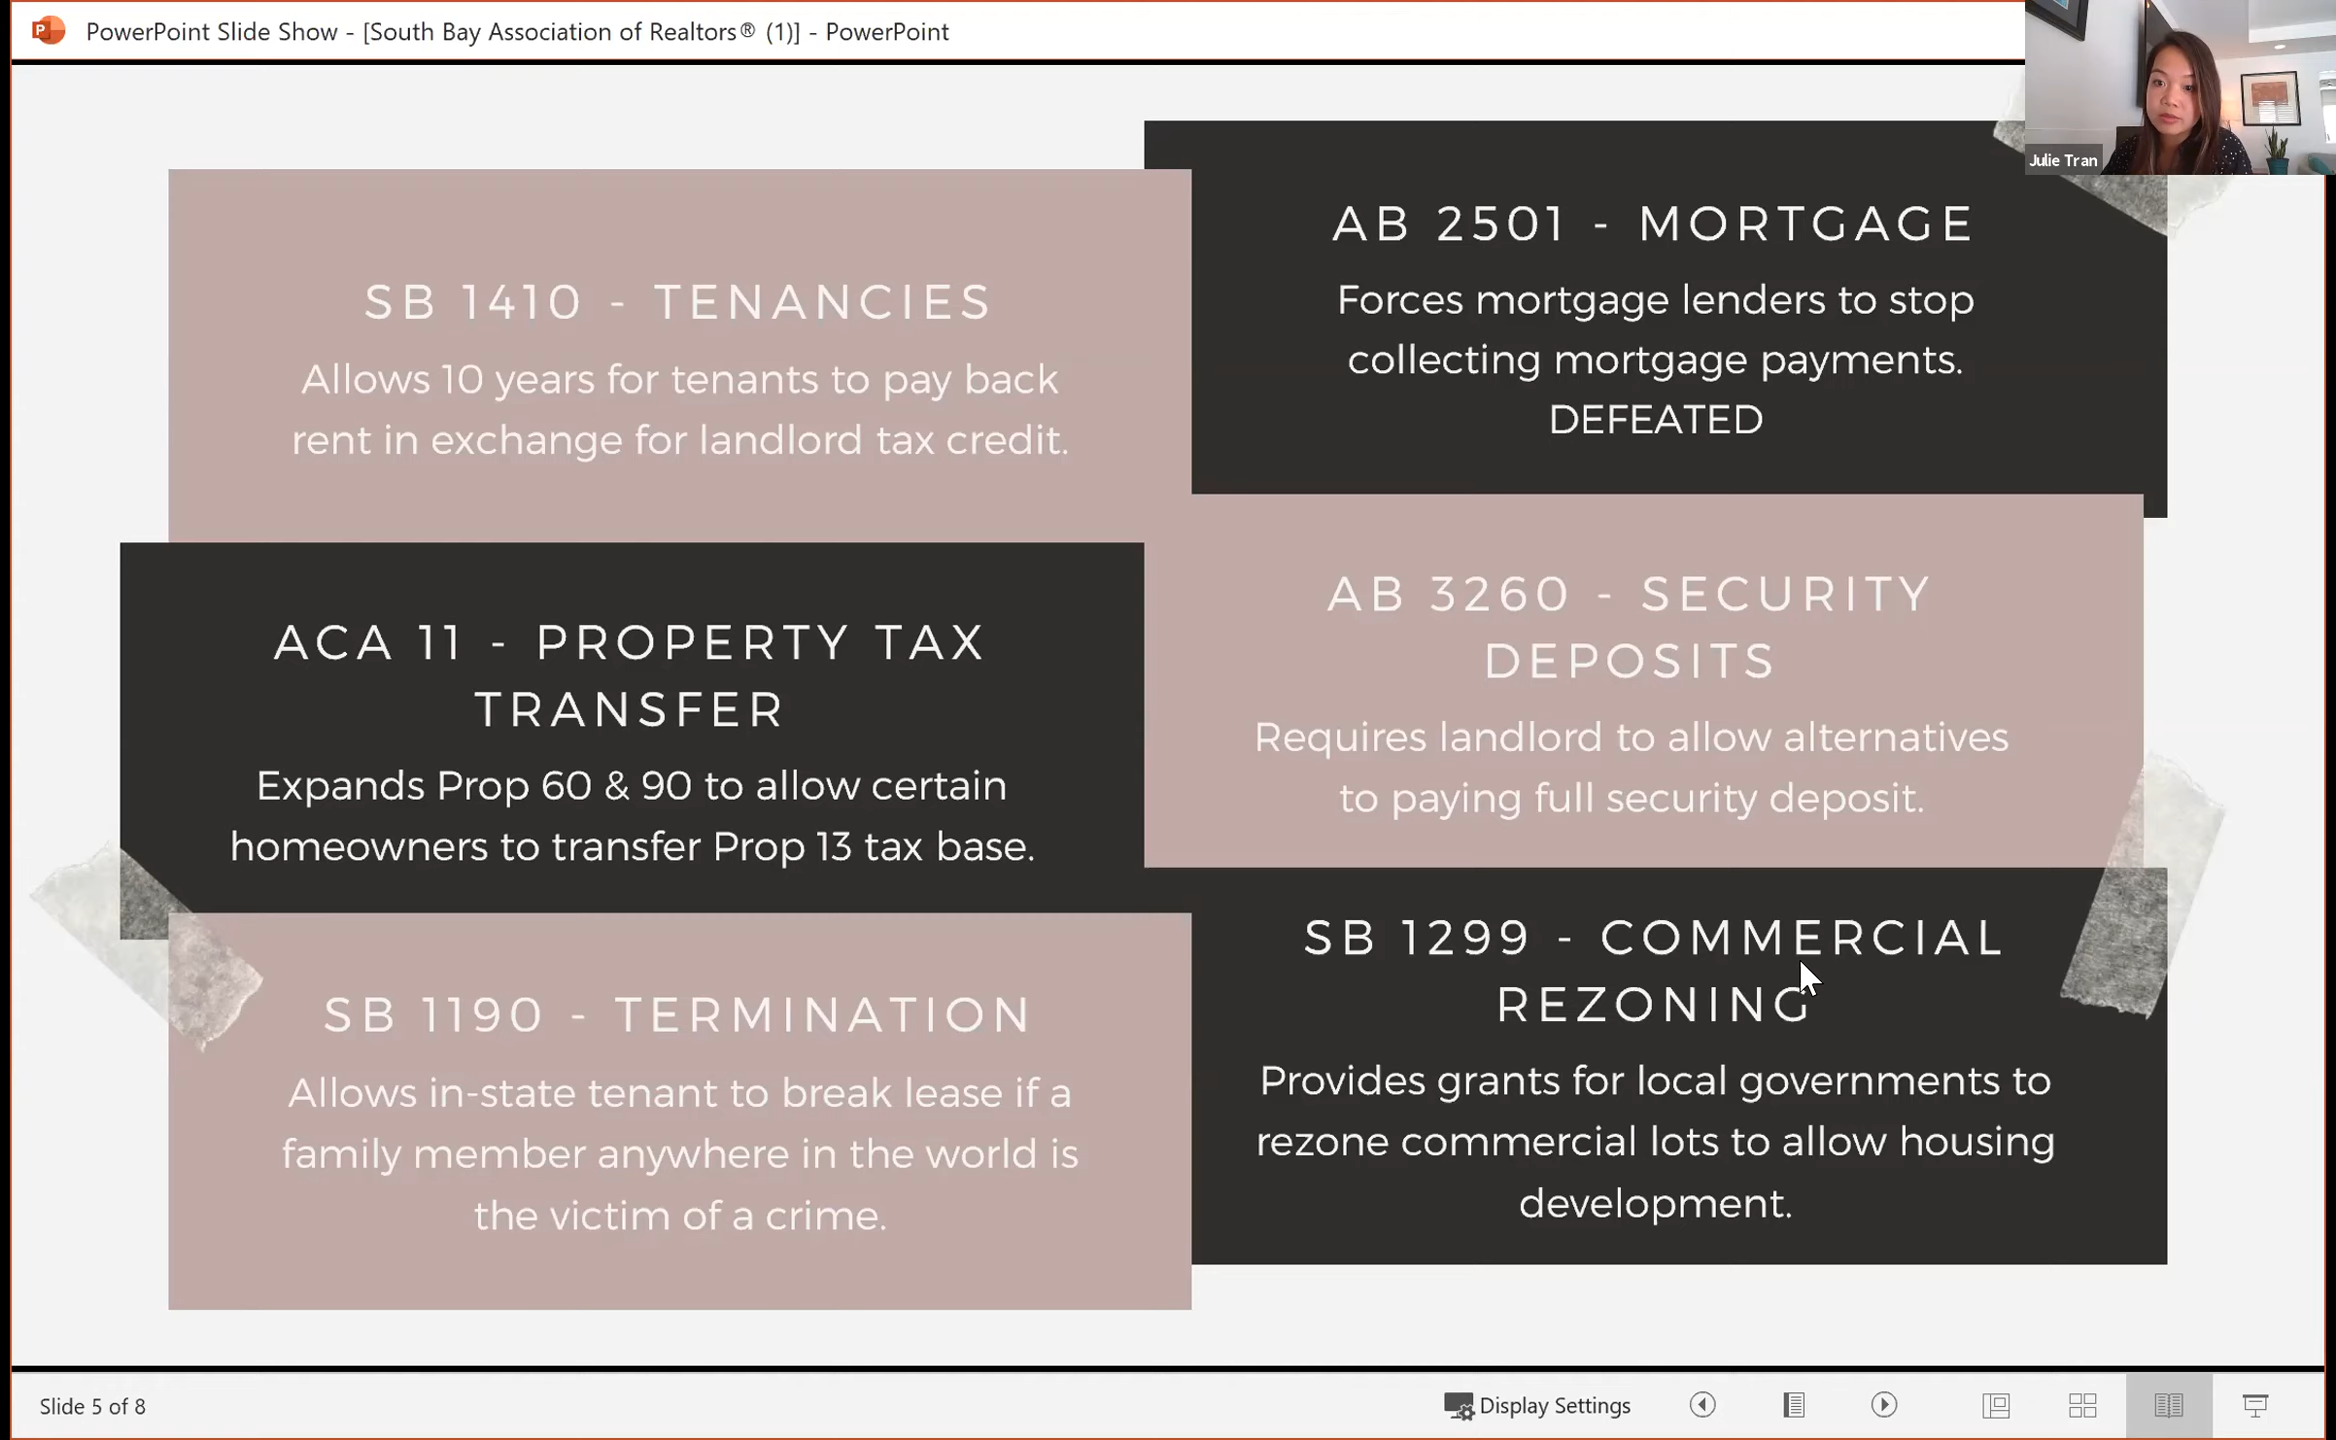 PowerPoint Slide Show - [South Bay Association of Realtors® (1)] - PowerPoint
Julie Tran
SB 1410 - TENANCIES
Allows 10 years for tenants to pay back
rent in exchange for landlord tax credit.
AB 2501 - MORTGAGE
Forces mortgage lenders to stop
collecting mortgage payments.
DEFEATED
ACA 11 - PROPERTY TAX
TRANSFER
Expands Prop 60 & 90 to allow certain
homeowners to transfer Prop 13 tax base.
AB 3260 - SECURITY
DEPOSITS
Requires landlord to allow alternatives
to paying full security deposit.
SB 1190 - TERMINATION
Allows in-state tenant to break lease if a
family member anywhere in the world is
the victim of a crime.
SB 1299 - COMMERCIAL
REZONING
Provides grants for local governments to
rezone commercial lots to allow housing
development.
Slide 5 of 8
Display Settings